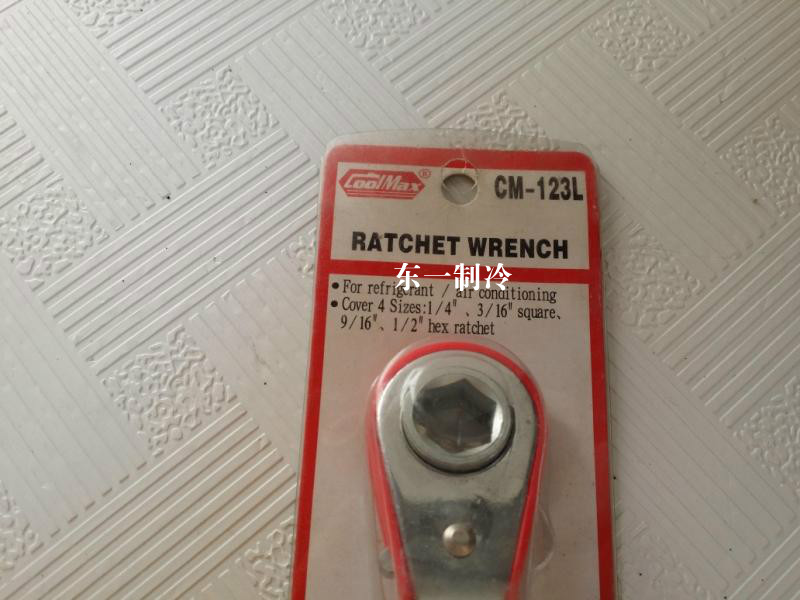 CoolMax® CM-123L
RATCHET WRENCH
东一制冷
• For refrigerant / air conditioning
• Cover 4 Sizes:1/4"、3/16" square、
9/16"、1/2" hex ratchet